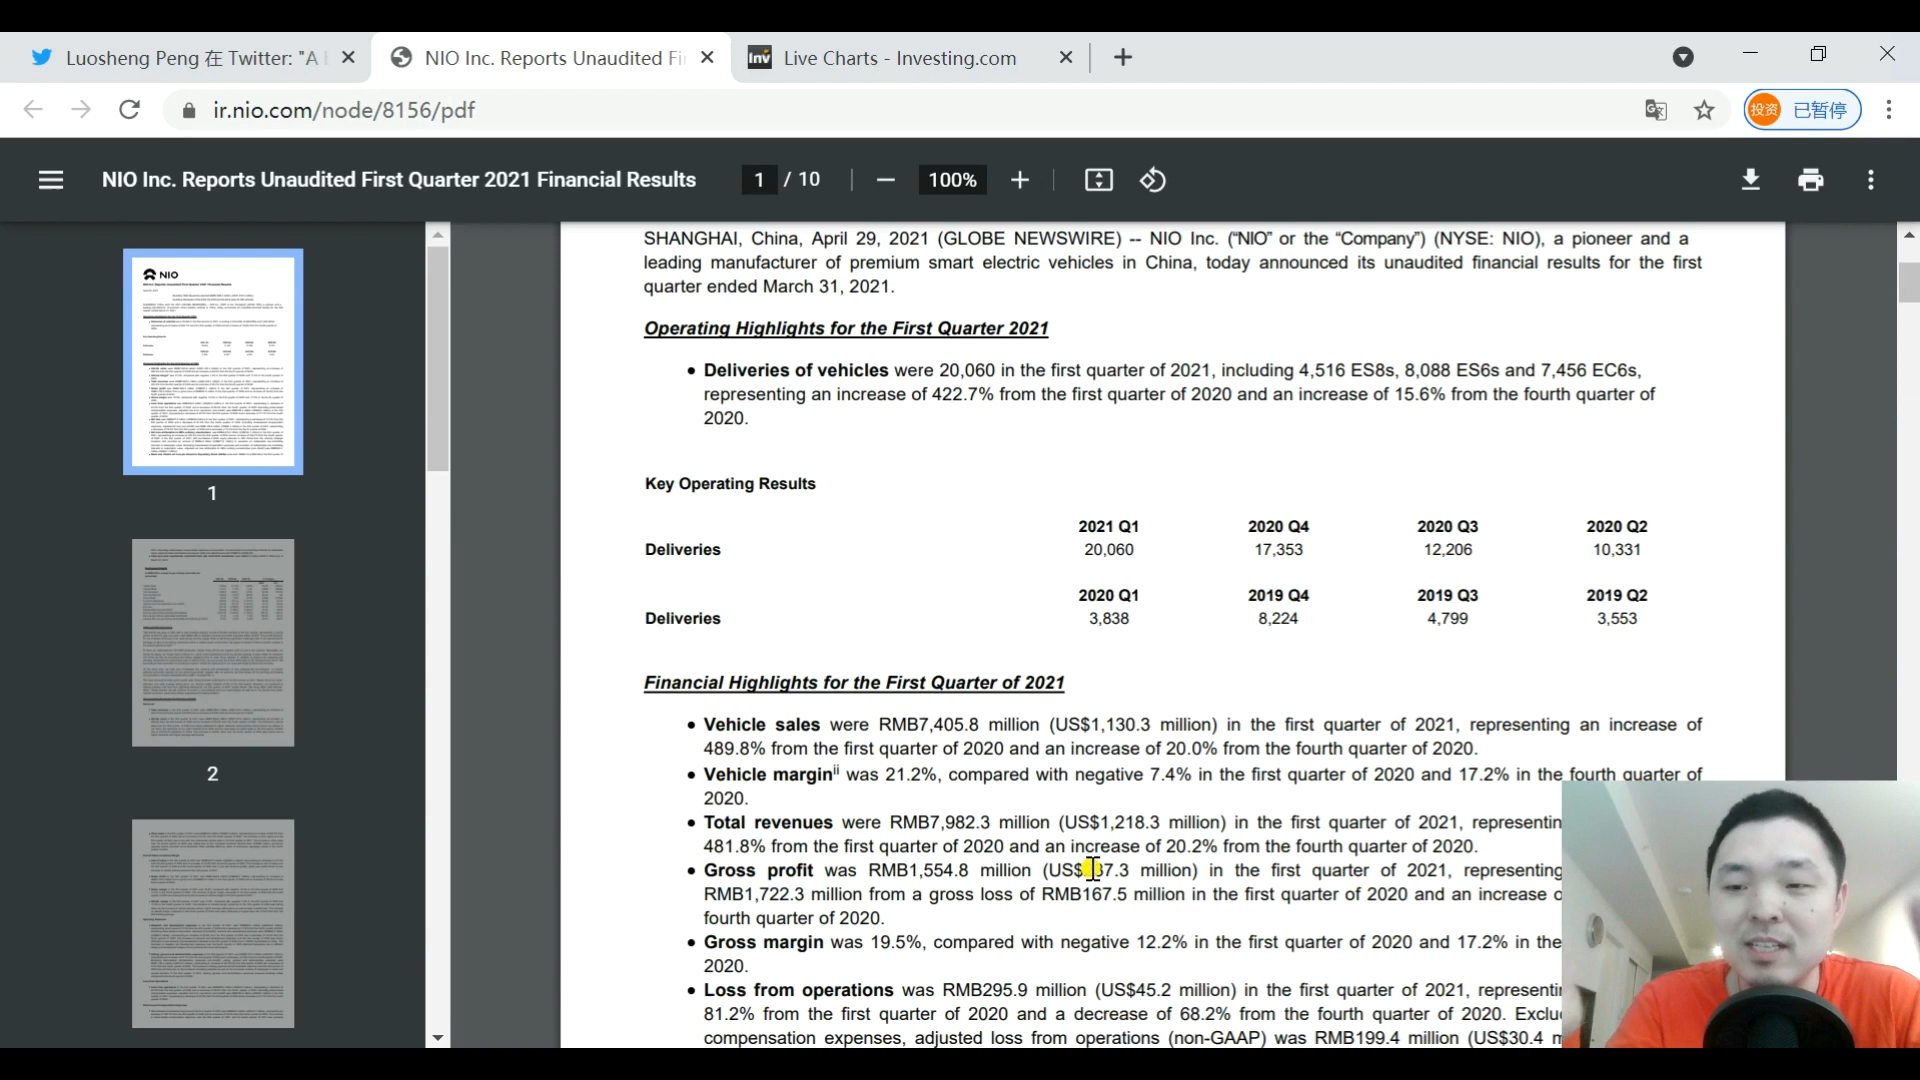 Luosheng Peng 在 Twitter: "A
NIO Inc. Reports Unaudited Fi
Inv
Live Charts - Investing.com
ir.nio.com/node/8156/pdf
投资
已暂停
NIO Inc. Reports Unaudited First Quarter 2021 Financial Results
1 / 10
100%
NIO
1
2
SHANGHAI, China, April 29, 2021 (GLOBE NEWSWIRE) -- NIO Inc. (“NIO” or the “Company”) (NYSE: NIO), a pioneer and a
leading manufacturer of premium smart electric vehicles in China, today announced its unaudited financial results for the first
quarter ended March 31, 2021.
Operating Highlights for the First Quarter 2021
• Deliveries of vehicles were 20,060 in the first quarter of 2021, including 4,516 ES8s, 8,088 ES6s and 7,456 EC6s,
representing an increase of 422.7% from the first quarter of 2020 and an increase of 15.6% from the fourth quarter of
2020.
Key Operating Results
2021 Q1 2020 Q4 2020 Q3 2020 Q2
Deliveries 20,060 17,353 12,206 10,331
2020 Q1 2019 Q4 2019 Q3 2019 Q2
Deliveries 3,838 8,224 4,799 3,553
Financial Highlights for the First Quarter of 2021
• Vehicle sales were RMB7,405.8 million (US$1,130.3 million) in the first quarter of 2021, representing an increase of
489.8% from the first quarter of 2020 and an increase of 20.0% from the fourth quarter of 2020.
• Vehicle marginii was 21.2%, compared with negative 7.4% in the first quarter of 2020 and 17.2% in the fourth quarter of
2020.
• Total revenues were RMB7,982.3 million (US$1,218.3 million) in the first quarter of 2021, representin
481.8% from the first quarter of 2020 and an increase of 20.2% from the fourth quarter of 2020.
• Gross profit was RMB1,554.8 million million) in the first quarter of 2021, representing
RMB1,722.3 million from a gross loss of RMB167.5 million in the first quarter of 2020 and an increase
fourth quarter of 2020.
• Gross margin was 19.5%, compared with negative 12.2% in the first quarter of 2020 and 17.2% in the
2020.
• Loss from operations was RMB295.9 million (US$45.2 million) in the first quarter of 2021, representi
81.2% from the first quarter of 2020 and a decrease of 68.2% from the fourth quarter of 2020. Exclu
compensation expenses, adjusted loss from operations (non-GAAP) was RMB199.4 million (US$30.4